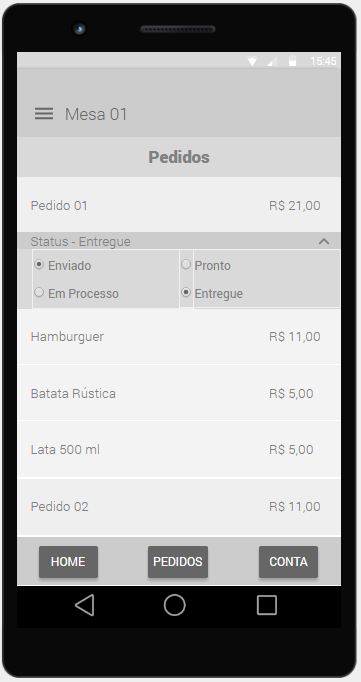 15:45
Mesa 01
Pedidos
Pedido 01 R$ 21,00
Status - Entregue
Enviado Pronto
Em Processo Entregue
Hamburguer R$ 11,00
Batata Rústica R$ 5,00
Lata 500 ml R$ 5,00
Pedido 02 R$ 11,00
HOME PEDIDOS CONTA